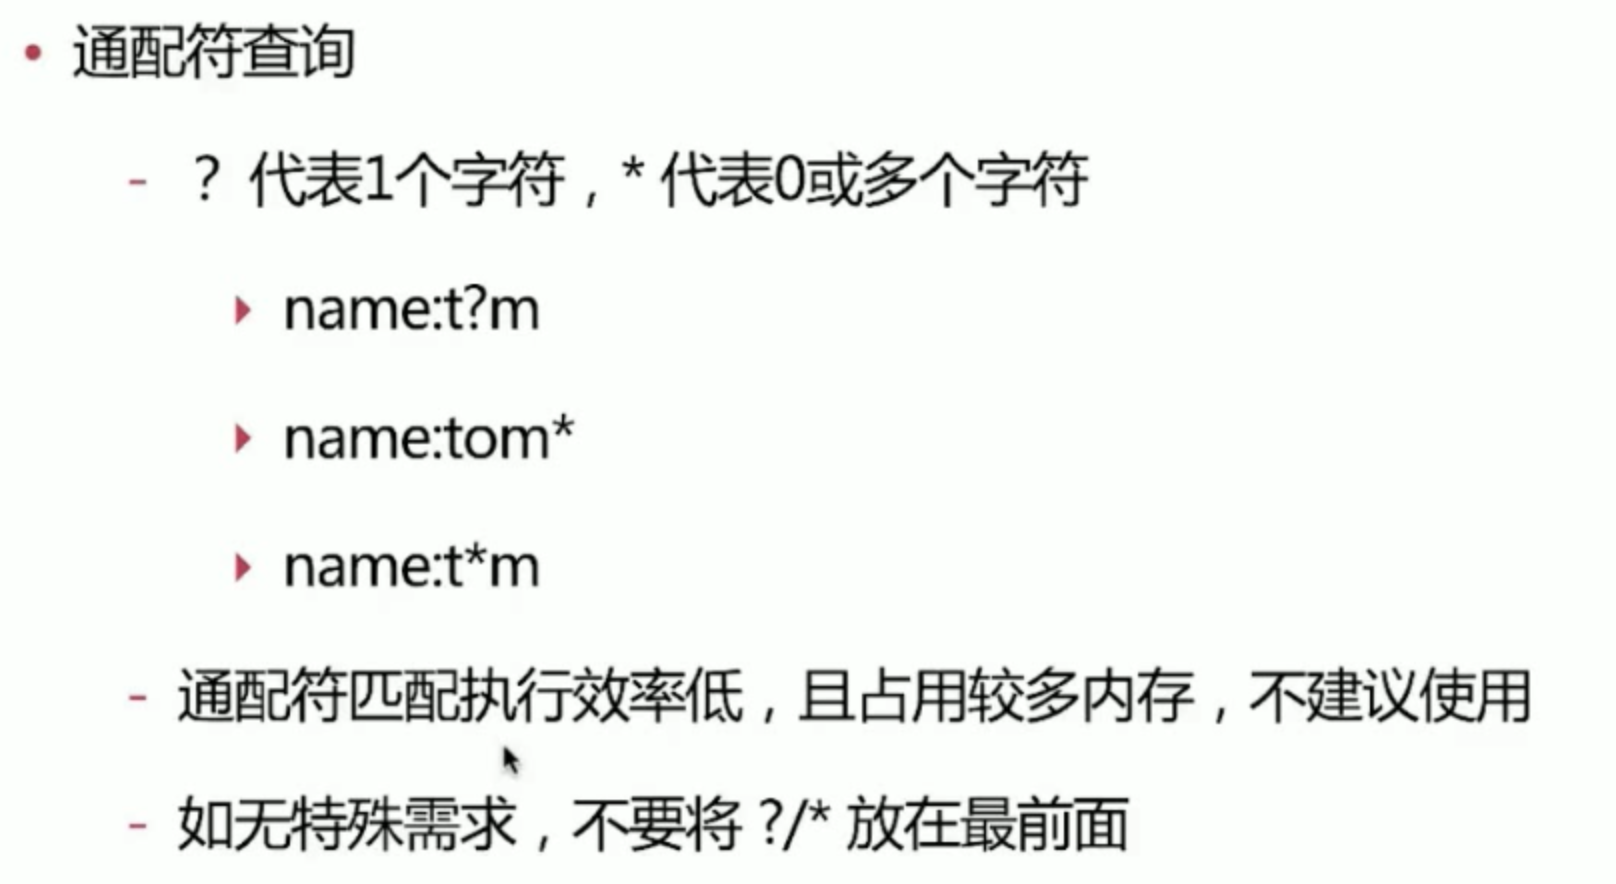 • 通配符查询
- ? 代表1个字符，* 代表0或多个字符
name:t?m
name:tom*
name:t*m
- 通配符匹配执行效率低，且占用较多内存，不建议使用
- 如无特殊需求，不要将 ?/* 放在最前面